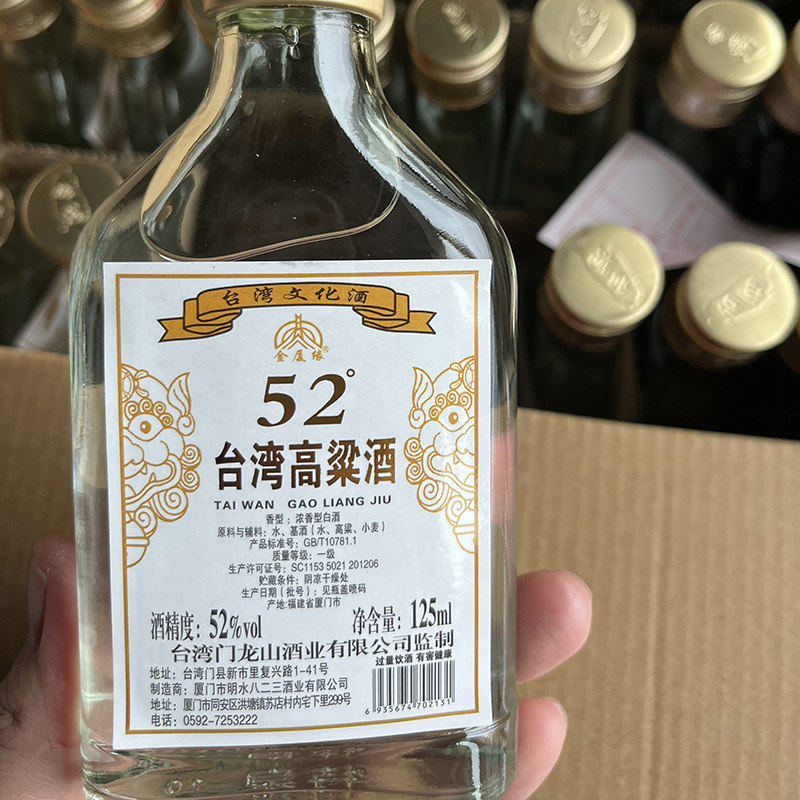 台湾文化酒
金厦缘®
52°
台湾高粱酒
TAI WAN GAO LIANG JIU
香型：浓香型白酒
原料与辅料：水、基酒（水、高粱、小麦）
产品标准号：GB/T10781.1
质量等级：一级
生产许可证号：SC1153 5021 201206
贮藏条件：阴凉干燥处
生产日期（批号）：见瓶盖喷码
产地:福建省厦门市
酒精度：52%vol
净含量：125ml
台湾门龙山酒业有限公司监制
过量饮酒 有害健康
地址：台湾门县新市里复兴路1-41号
制造商：厦门市明水八二三酒业有限公司
地址：厦门市同安区洪塘镇苏店村内宅下里299号
电话：0592-7253222
6 935674 702131